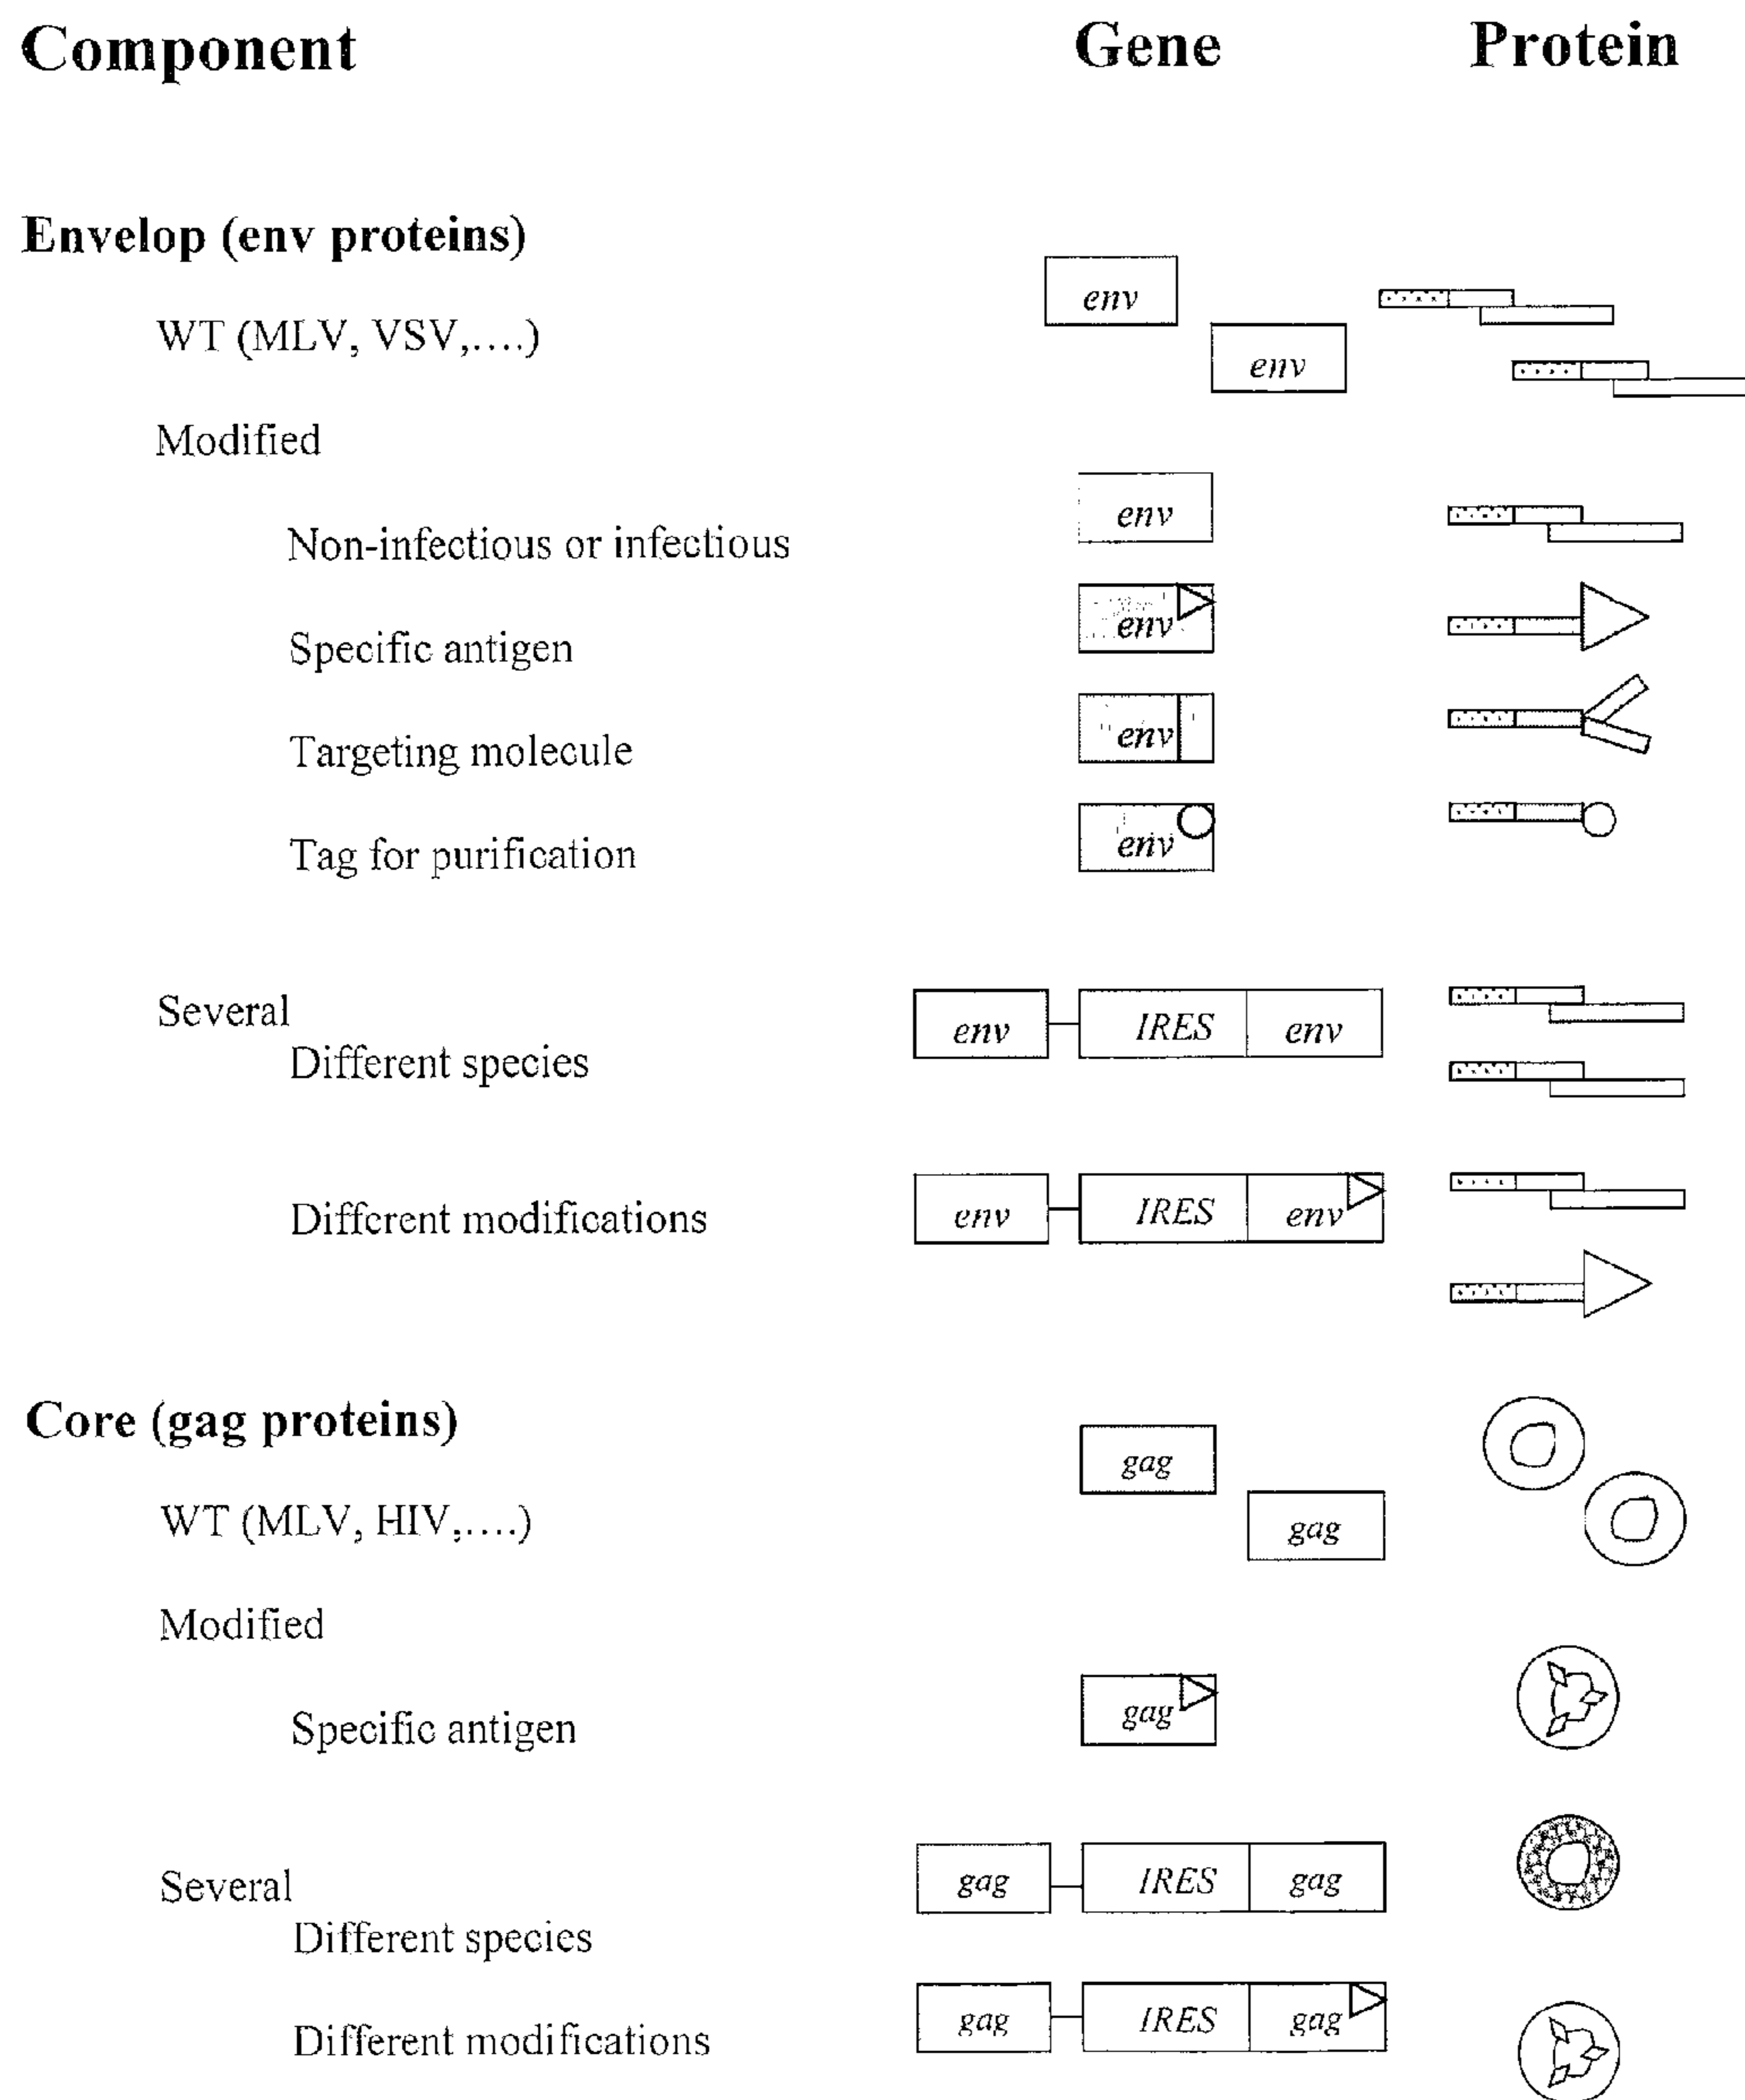 Component Gene Protein
Envelop (env proteins)
env
WT (MLV, VSV,....)
env
Modified
env
Non-infectious or infectious
env
Specific antigen
env
Targeting molecule
env
Tag for purification
Several
env IRES env
Different species
Different modifications
env IRES env
Core (gag proteins)
gag
WT (MLV, HIV,....)
gag
Modified
gag
Specific antigen
Several
gag IRES gag
Different species
gag IRES gag
Different modifications